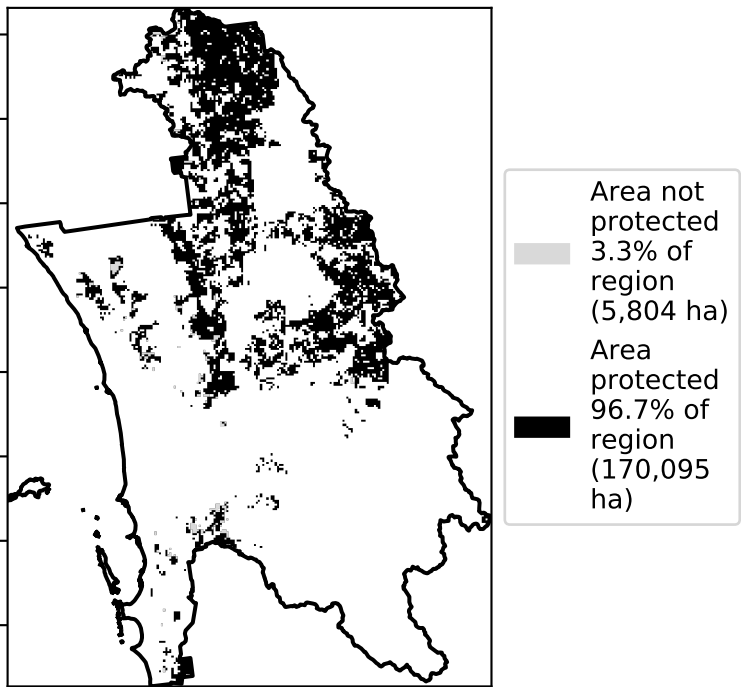 Area not
protected
3.3% of
region
(5,804 ha)
Area
protected
96.7% of
region
(170,095
ha)